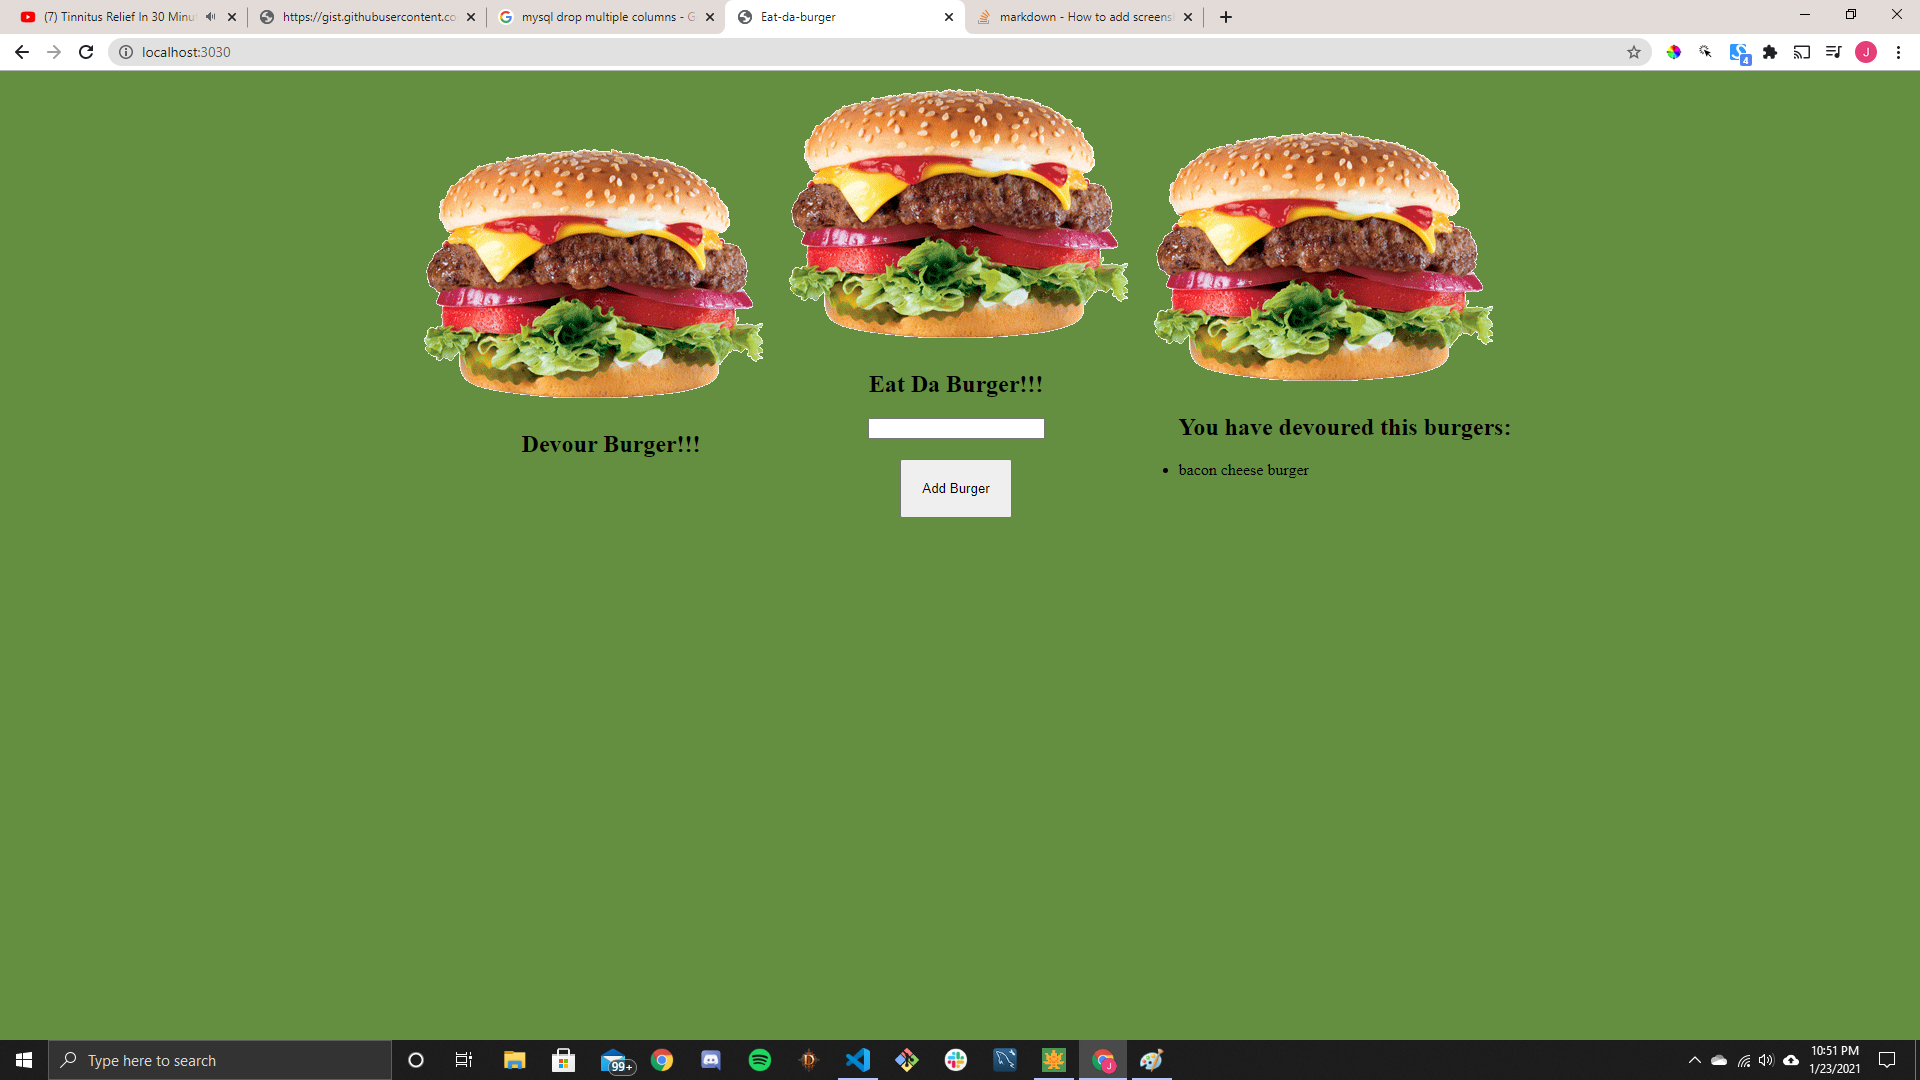 (7) Tinnitus Relief In 30 Minu
https://gist.githubusercontent.co
mysql drop multiple columns - G
Eat-da-burger
markdown - How to add screens
localhost:3030
4
J
Eat Da Burger!!!
Devour Burger!!!
Add Burger
You have devoured this burgers:
bacon cheese burger
Type here to search
99+
J
10:51 PM
1/23/2021